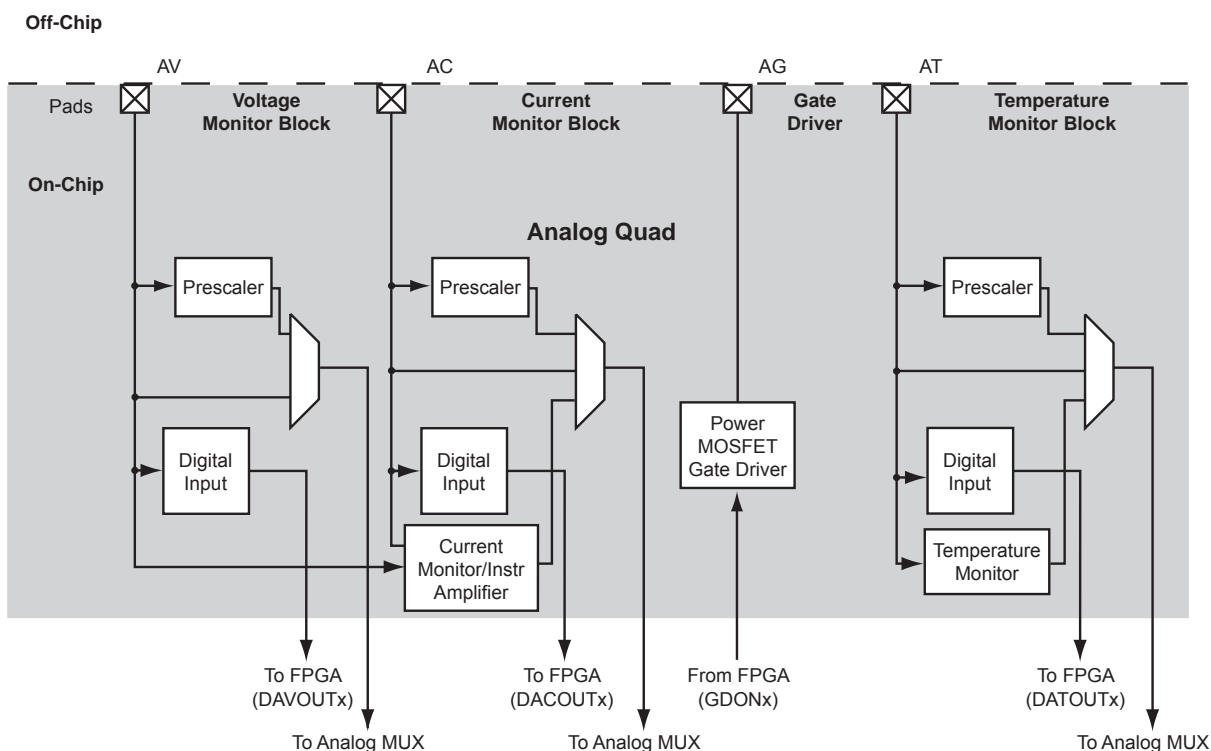 Off-Chip
AV
AC
AG
AT
Pads
Voltage
Monitor Block
Current
Monitor Block
Gate
Driver
Temperature
Monitor Block
On-Chip
Analog Quad
Prescaler
Prescaler
Prescaler
Power
MOSFET
Gate Driver
Digital
Input
Digital
Input
Digital
Input
Current
Monitor/Instr
Amplifier
Temperature
Monitor
To FPGA
(DAVOUTx)
To FPGA
(DACOUTx)
From FPGA
(GDONx)
To FPGA
(DATOUTx)
To Analog MUX
To Analog MUX
To Analog MUX